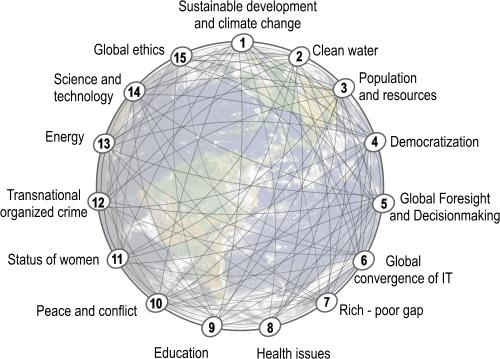 Sustainable development
and climate change
1
2
Clean water
3
Population
and resources
4
Democratization
5
Global Foresight
and Decisionmaking
6
Global
convergence of IT
7
Rich - poor gap
8
Health issues
9
Education
10
Peace and conflict
11
Status of women
12
Transnational
organized crime
13
Energy
14
Science and
technology
15
Global ethics